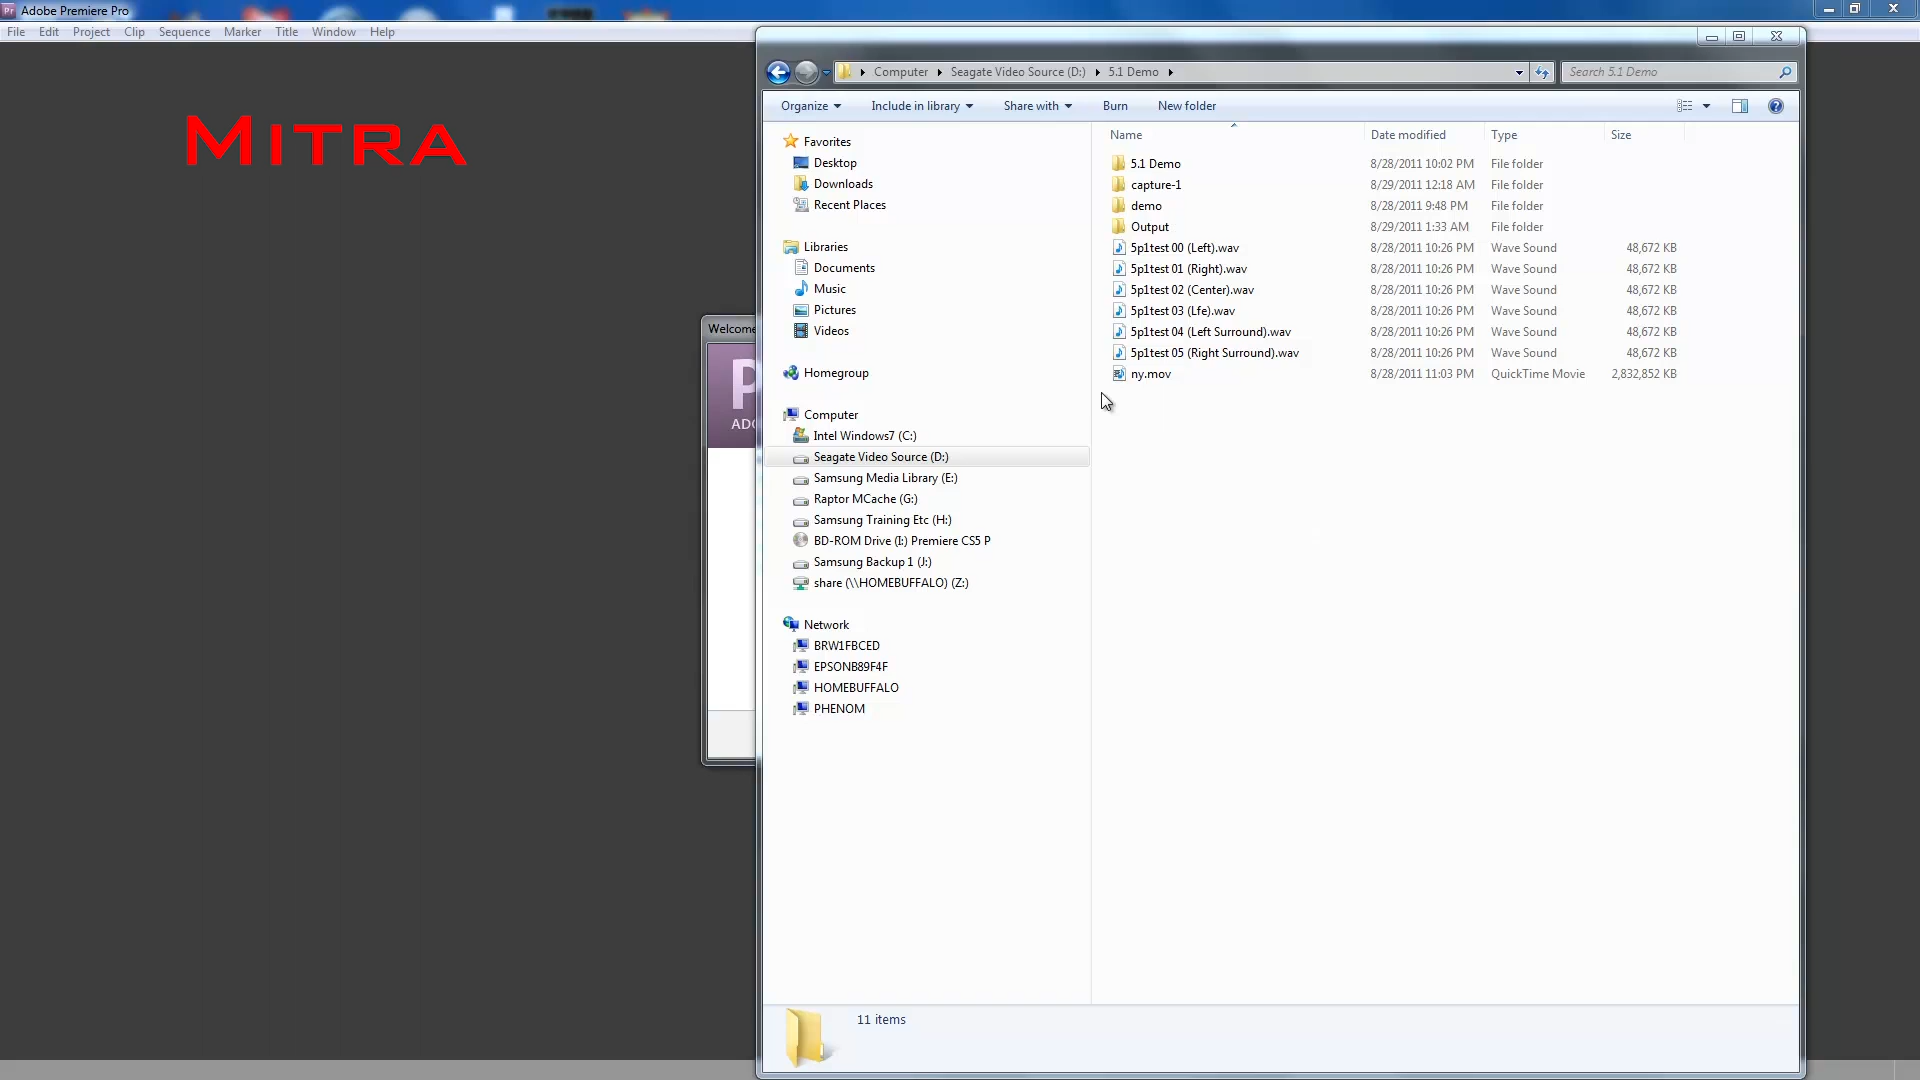 Pr Adobe Premiere Pro
File Edit Project Clip Sequence Marker Title Window Help
MITRA
Computer Seagate Video Source (D:) 5.1 Demo
Search 5.1 Demo
Organize Include in library Share with Burn New folder
Name Date modified Type Size
Favorites
Desktop
Downloads
Recent Places
Libraries
Documents
Music
Pictures
Videos
Homegroup
Computer
Intel Windows7 (C:)
Seagate Video Source (D:)
Samsung Media Library (E:)
Raptor MCache (G:)
Samsung Training Etc (H:)
BD-ROM Drive (I:) Premiere CS5 P
Samsung Backup 1 (J:)
share (\\HOMEBUFFALO) (Z:)
Network
BRW1FBCED
EPSONB89F4F
HOMEBUFFALO
PHENOM
5.1 Demo 8/28/2011 10:02 PM File folder
capture-1 8/29/2011 12:18 AM File folder
demo 8/28/2011 9:48 PM File folder
Output 8/29/2011 1:33 AM File folder
5p1test 00 (Left).wav 8/28/2011 10:26 PM Wave Sound 48,672 KB
5p1test 01 (Right).wav 8/28/2011 10:26 PM Wave Sound 48,672 KB
5p1test 02 (Center).wav 8/28/2011 10:26 PM Wave Sound 48,672 KB
5p1test 03 (Lfe).wav 8/28/2011 10:26 PM Wave Sound 48,672 KB
5p1test 04 (Left Surround).wav 8/28/2011 10:26 PM Wave Sound 48,672 KB
5p1test 05 (Right Surround).wav 8/28/2011 10:26 PM Wave Sound 48,672 KB
ny.mov 8/28/2011 11:03 PM QuickTime Movie 2,832,852 KB
Welcome
P
ADO
11 items